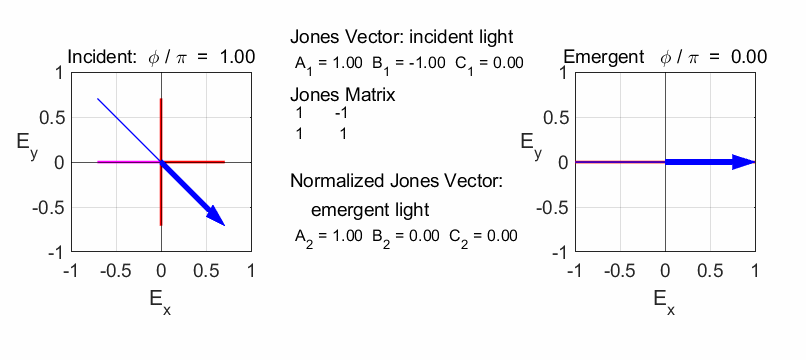 Jones Vector: incident light
Incident: ϕ / π = 1.00
A1 = 1.00 B1 = -1.00 C1 = 0.00
Emergent ϕ / π = 0.00
Jones Matrix
1 -1
1 1
Normalized Jones Vector:
emergent light
A2 = 1.00 B2 = 0.00 C2 = 0.00
1
0.5
Ey
0
-0.5
-1
-1 -0.5 0 0.5 1
Ex
1
0.5
Ey
0
-0.5
-1
-1 -0.5 0 0.5 1
Ex